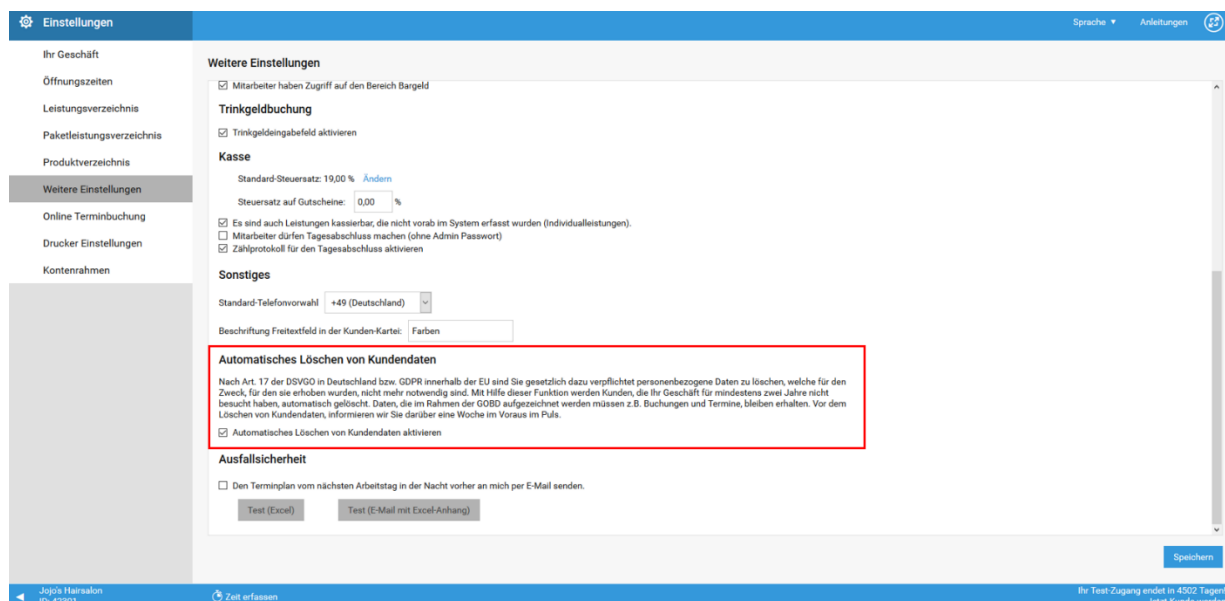 Einstellungen
Sprache ▼ Anleitungen
Ihr Geschäft
Öffnungszeiten
Leistungsverzeichnis
Paketleistungsverzeichnis
Produktverzeichnis
Weitere Einstellungen
Online Terminbuchung
Drucker Einstellungen
Kontenrahmen
Weitere Einstellungen
Mitarbeiter haben Zugriff auf den Bereich Bargeld
Trinkgeldbuchung
Trinkgeldeingabefeld aktivieren
Kasse
Standard-Steuersatz: 19,00 % Ändern
Steuersatz auf Gutscheine: 0,00 %
Es sind auch Leistungen kassierbar, die nicht vorab im System erfasst wurden (Individualleistungen).
Mitarbeiter dürfen Tagesabschluss machen (ohne Admin Passwort)
Zählprotokoll für den Tagesabschluss aktivieren
Sonstiges
Standard-Telefonvorwahl +49 (Deutschland)
Beschriftung Freitextfeld in der Kunden-Kartei: Farben
Automatisches Löschen von Kundendaten
Nach Art. 17 der DSVGO in Deutschland bzw. GDPR innerhalb der EU sind Sie gesetzlich dazu verpflichtet personenbezogene Daten zu löschen, welche für den
Zweck, für den sie erhoben wurden, nicht mehr notwendig sind. Mit Hilfe dieser Funktion werden Kunden, die Ihr Geschäft für mindestens zwei Jahre nicht
besucht haben, automatisch gelöscht. Daten, die im Rahmen der GOBD aufgezeichnet werden müssen z.B. Buchungen und Termine, bleiben erhalten. Vor dem
Löschen von Kundendaten, informieren wir Sie darüber eine Woche im Voraus im Puls.
Automatisches Löschen von Kundendaten aktivieren
Ausfallsicherheit
Den Terminplan vom nächsten Arbeitstag in der Nacht vorher an mich per E-Mail senden.
Test (Excel) Test (E-Mail mit Excel-Anhang)
Speichern
Jojo's Hairsalon
Zeit erfassen
Ihr Test-Zugang endet in 4502 Tagen!